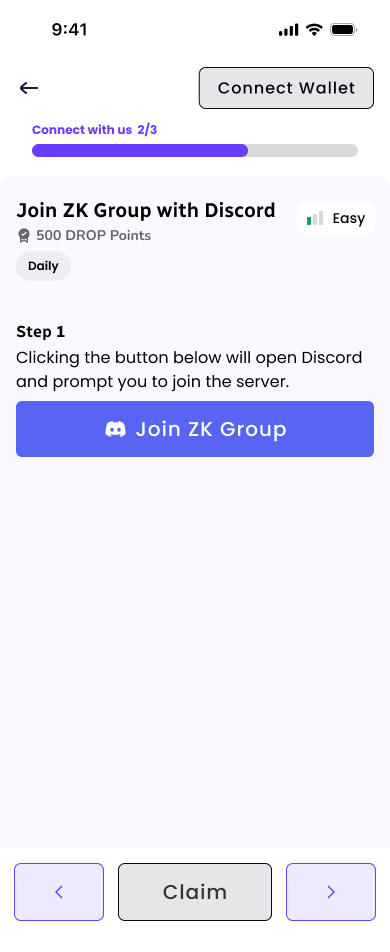 9:41
Connect Wallet
Connect with us 2/3
Join ZK Group with Discord
Easy
500 DROP Points
Daily
Step 1
Clicking the button below will open Discord
and prompt you to join the server.
Join ZK Group
Claim